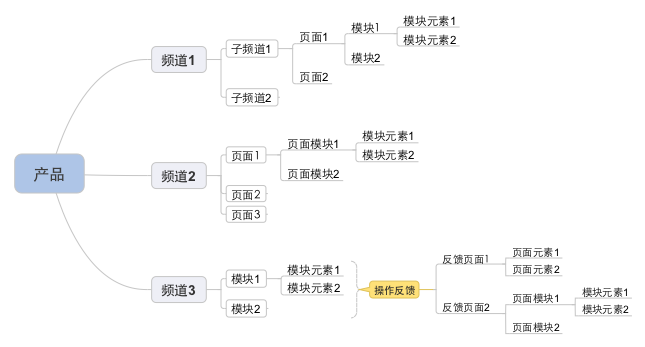 产品
频道1
子频道1
页面1
模块1
模块元素1
模块元素2
模块2
页面2
子频道2
频道2
页面1
页面模块1
模块元素1
模块元素2
页面模块2
页面2
页面3
频道3
模块1
模块元素1
模块元素2
模块2
操作反馈
反馈页面1
页面元素1
页面元素2
反馈页面2
页面模块1
模块元素1
模块元素2
页面模块2